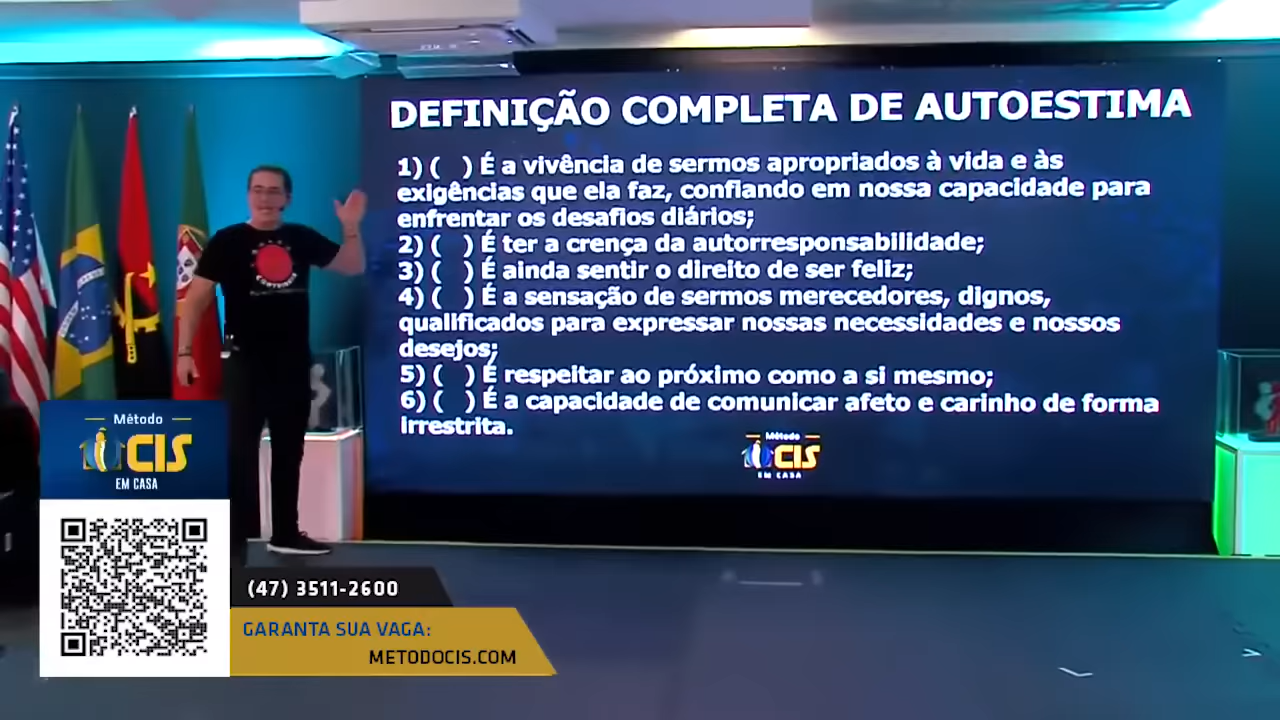 DEFINIÇÃO COMPLETA DE AUTOESTIMA
1) ( ) É a vivência de sermos apropriados à vida e às
exigências que ela faz, confiando em nossa capacidade para
enfrentar os desafios diários;
2) ( ) É ter a crença da autorresponsabilidade;
3) ( ) É ainda sentir o direito de ser feliz;
4) ( ) É a sensação de sermos merecedores, dignos,
qualificados para expressar nossas necessidades e nossos
desejos;
5) ( ) É respeitar ao próximo como a si mesmo;
6) ( ) É a capacidade de comunicar afeto e carinho de forma
irrestrita.
Método
CIS
EM CASA
Método
CIS
EM CASA
(47) 3511-2600
GARANTA SUA VAGA:
METODOCIS.COM